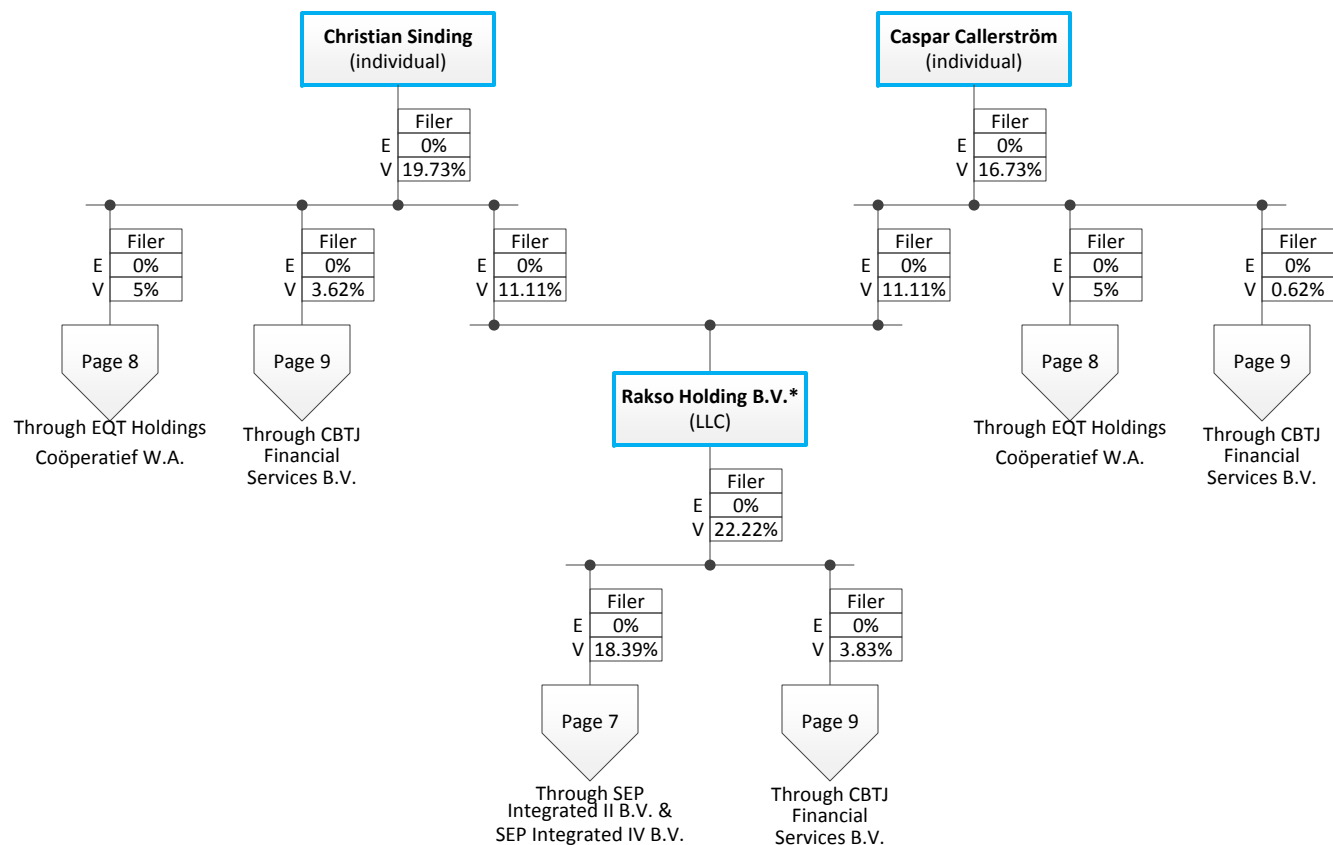 Christian Sinding
(individual)
Caspar Callerström
(individual)
Filer
E 0%
V 19.73%
Filer
E 0%
V 16.73%
Filer
E 0%
V 5%
Filer
E 0%
V 3.62%
Filer
E 0%
V 11.11%
Filer
E 0%
V 11.11%
Filer
E 0%
V 5%
Filer
E 0%
V 0.62%
Page 8
Through EQT Holdings
Coöperatief W.A.
Page 9
Through CBTJ
Financial
Services B.V.
Rakso Holding B.V.*
(LLC)
Page 8
Through EQT Holdings
Coöperatief W.A.
Page 9
Through CBTJ
Financial
Services B.V.
Filer
E 0%
V 22.22%
Filer
E 0%
V 18.39%
Filer
E 0%
V 3.83%
Page 7
Through SEP
Integrated II B.V. &
SEP Integrated IV B.V.
Page 9
Through CBTJ
Financial
Services B.V.